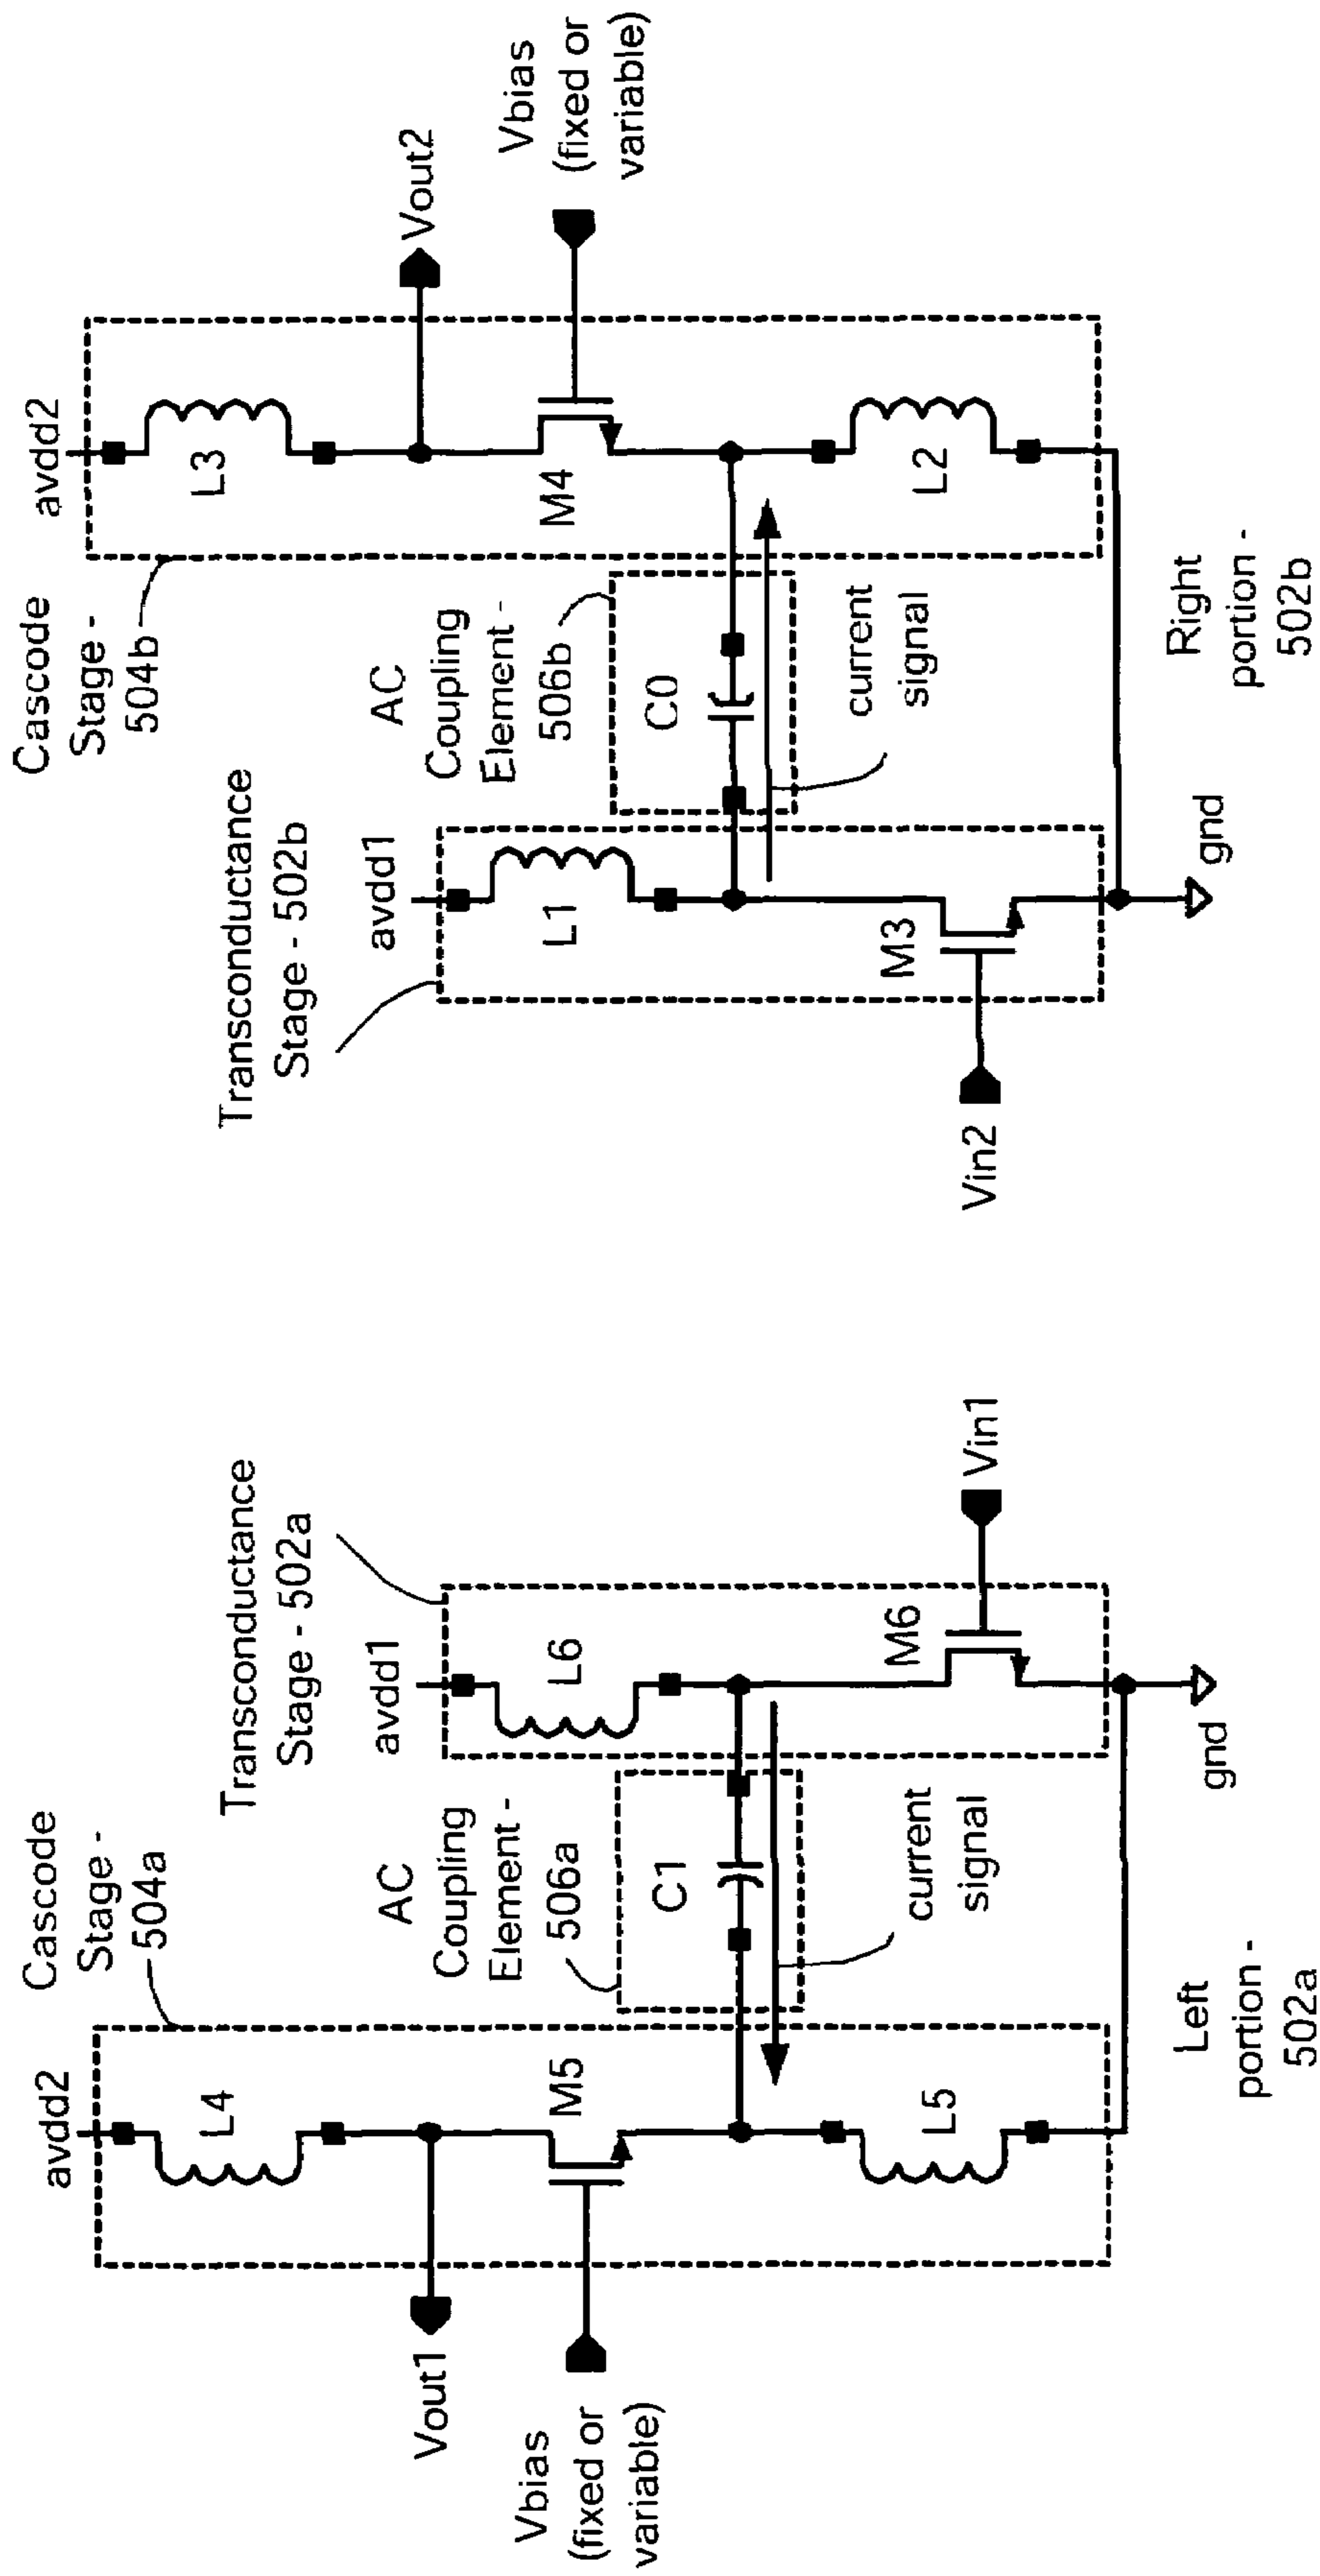 Cascode
Stage -
504a
avdd2
L4
Vout1
M5
Vbias
(fixed or
variable)
L5
Transconductance
Stage - 502a
avdd1
L6
AC
Coupling
Element -
506a
C1
current
signal
M6
Vin1
gnd
Left
portion -
502a
Transconductance
Stage - 502b
avdd1
L1
M3
Vin2
gnd
AC
Coupling
Element -
506b
C0
current
signal
Cascode
Stage -
504b
avdd2
L3
Vout2
M4
Vbias
(fixed or
variable)
L2
Right
portion -
502b